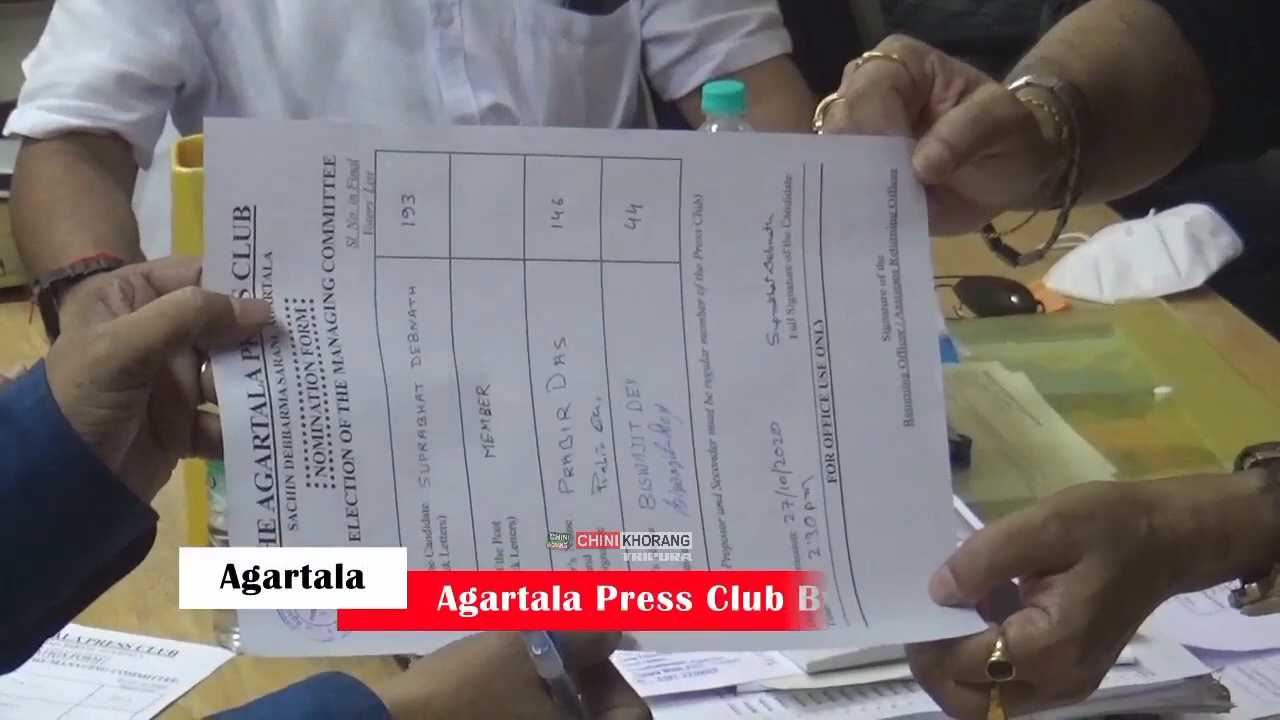 THE AGARTALA PRESS CLUB
SACHIN DEBBARMA SARANI, AGARTALA
NOMINATION FORM
ELECTION OF THE MANAGING COMMITTEE
Sl. No. in Final
Voters List
Candidate: SUPRABHAT DEBNATH 193
Letters)
the Post MEMBER
Letters)
PRABIR DAS 146
BISWAJIT DEY 44
Proposer and Seconder must be regular member of the Press Club)
Suprabhat Debnath
27/10/2020 Full Signature of the Candidate
2 30 pm
FOR OFFICE USE ONLY
Signature of the
Returning Officer / Assistant Returning Officer
CHINI KHORANG
TRIPURA
Agartala
Agartala Press Club B
PRESS CLUB